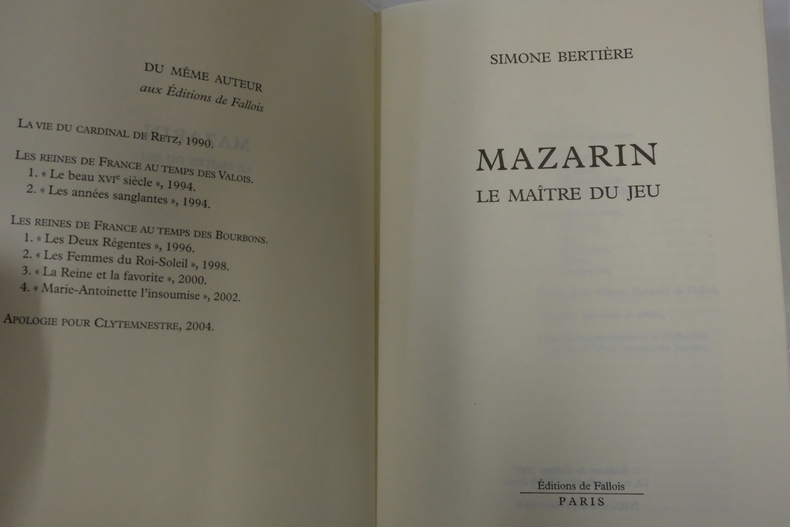 DU MÊME AUTEUR
aux Éditions de Fallois
LA VIE DU CARDINAL DE RETZ, 1990.
LES REINES DE FRANCE AU TEMPS DES VALOIS.
1. « Le beau XVIe siècle », 1994.
2. « Les années sanglantes », 1994.
LES REINES DE FRANCE AU TEMPS DES BOURBONS.
1. « Les Deux Régentes », 1996.
2. « Les Femmes du Roi-Soleil », 1998.
3. « La Reine et la favorite », 2000.
4. « Marie-Antoinette l'insoumise », 2002.
APOLOGIE POUR CLYTEMNESTRE, 2004.
SIMONE BERTIÈRE
MAZARIN
LE MAÎTRE DU JEU
Éditions de Fallois
PARIS